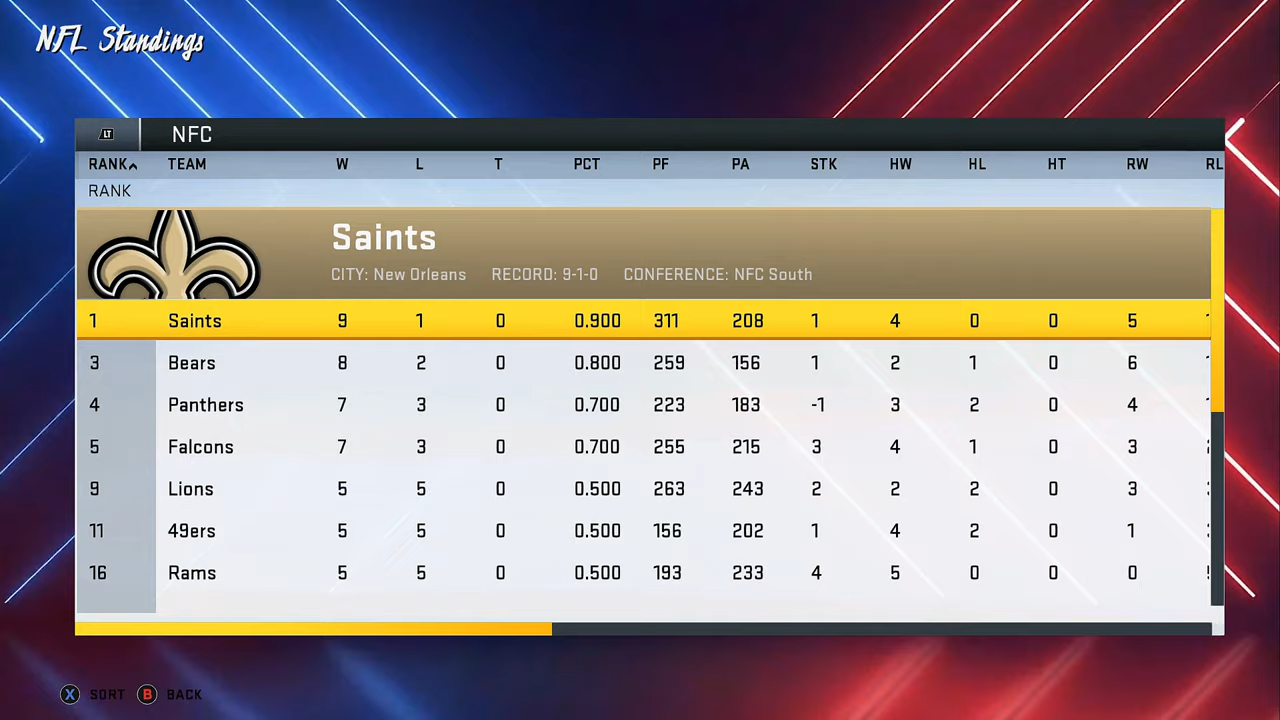 NFL Standings
LT NFC
RANK TEAM W L T PCT PF PA STK HW HL HT RW RL
RANK
Saints
CITY: New Orleans RECORD: 9-1-0 CONFERENCE: NFC South
1 Saints 9 1 0 0.900 311 208 1 4 0 0 5
3 Bears 8 2 0 0.800 259 156 1 2 1 0 6
4 Panthers 7 3 0 0.700 223 183 -1 3 2 0 4
5 Falcons 7 3 0 0.700 255 215 3 4 1 0 3
9 Lions 5 5 0 0.500 263 243 2 2 2 0 3
11 49ers 5 5 0 0.500 156 202 1 4 2 0 1
16 Rams 5 5 0 0.500 193 233 4 5 0 0 0
X SORT B BACK